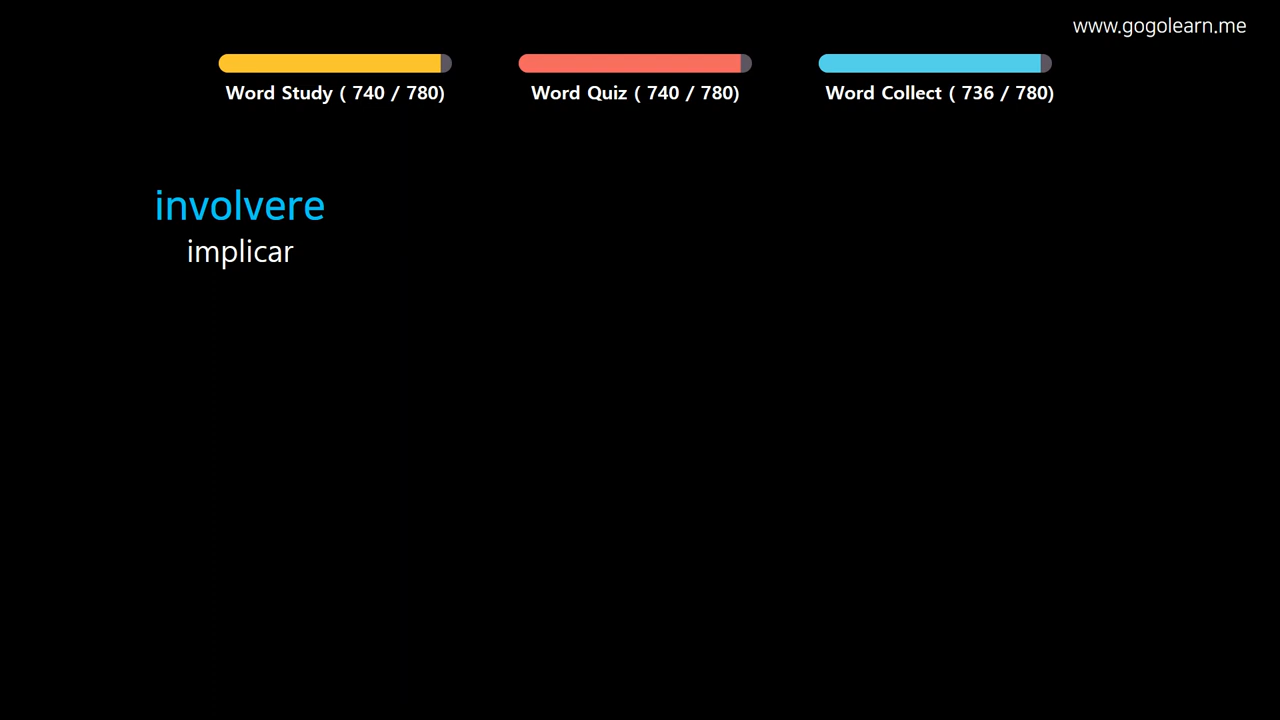 www.gogolearn.me
Word Study ( 740 / 780)
Word Quiz ( 740 / 780)
Word Collect ( 736 / 780)
involvere
implicar